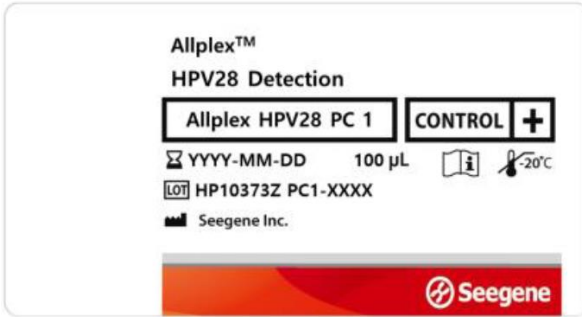 Allplex™
HPV28 Detection
Allplex HPV28 PC 1 CONTROL +
YYYY-MM-DD 100 µL -20°C
LOT HP10373Z PC1-XXXX
Seegene Inc.
Seegene